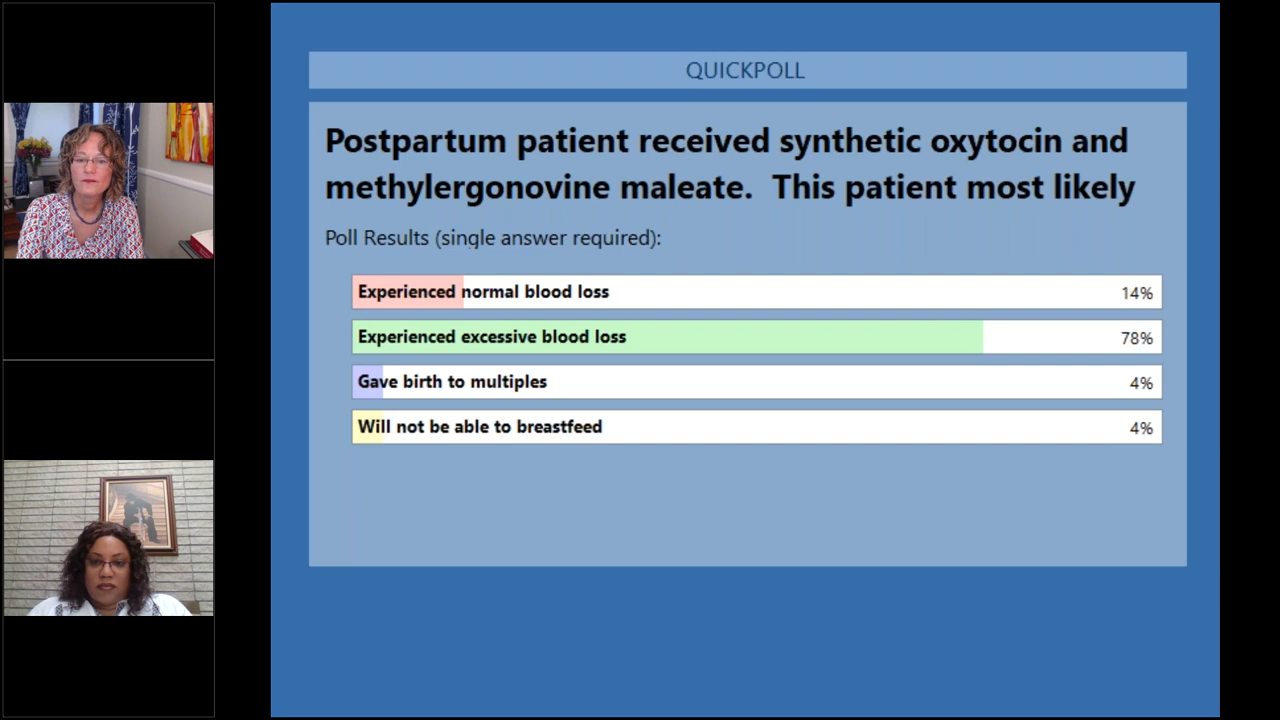 QUICKPOLL
Postpartum patient received synthetic oxytocin and
methylergonovine maleate.  This patient most likely
Poll Results (single answer required):
Experienced normal blood loss 14%
Experienced excessive blood loss 78%
Gave birth to multiples 4%
Will not be able to breastfeed 4%